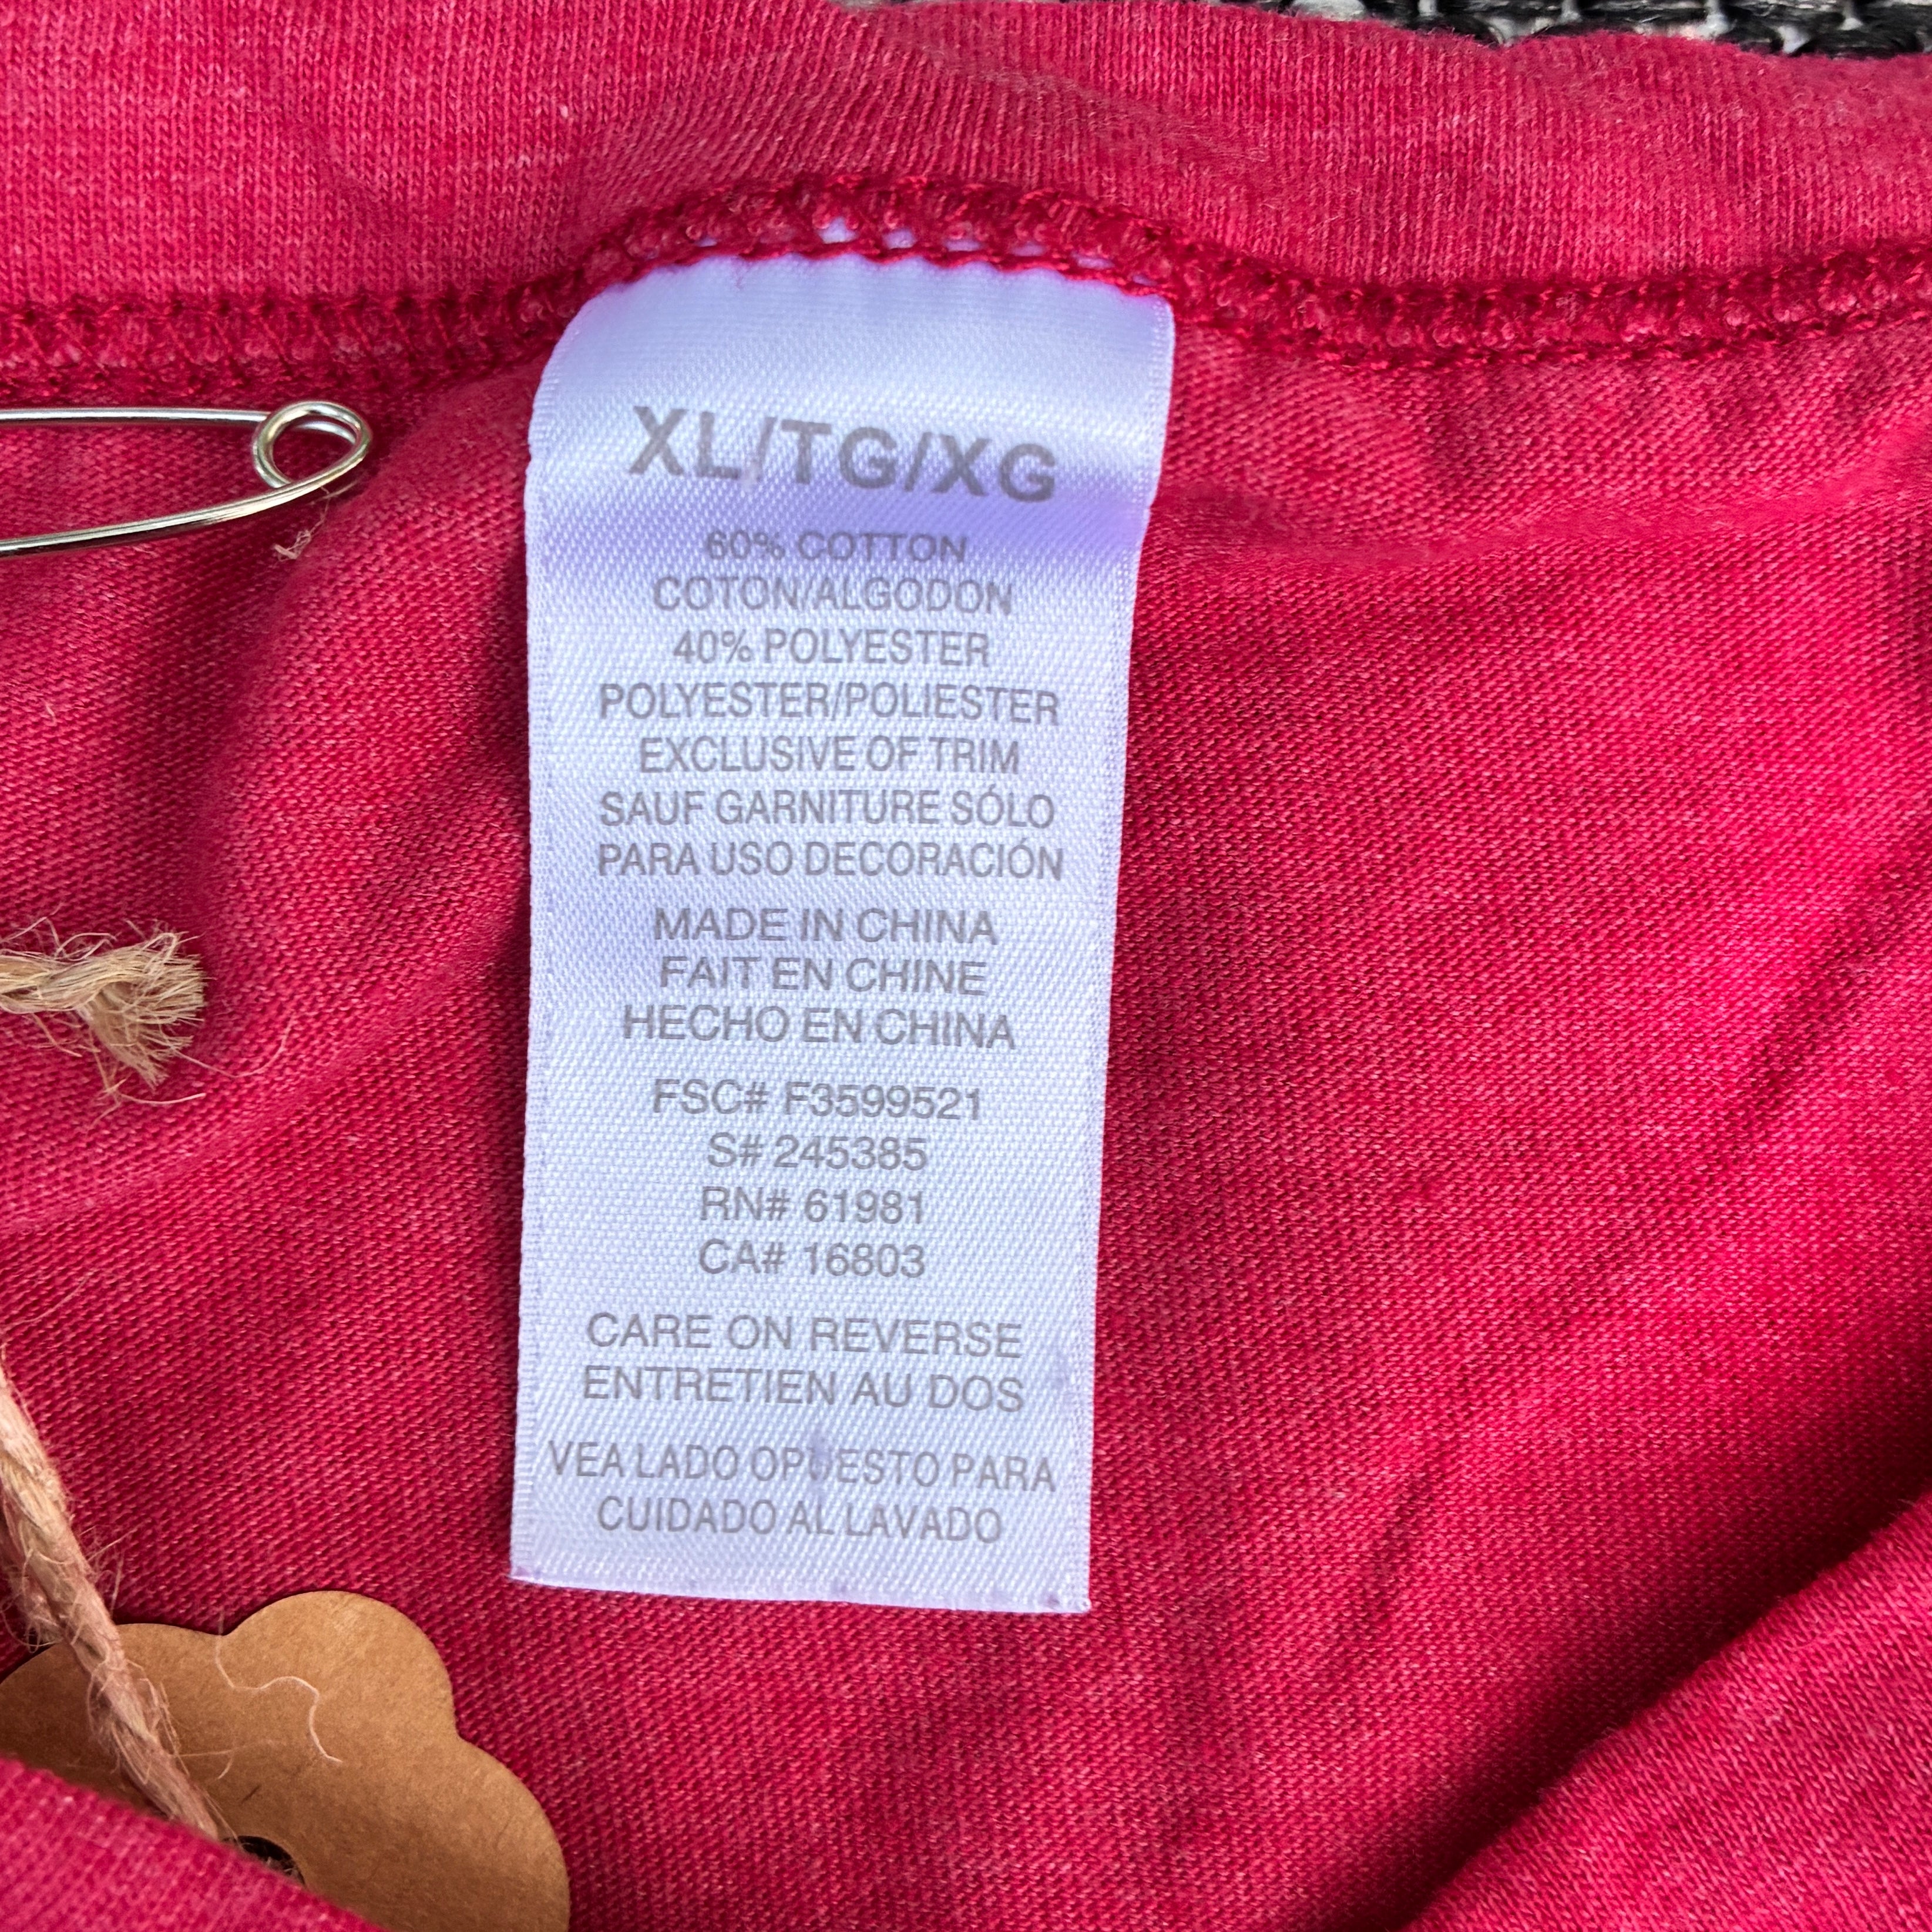 XL/TG/XG
60% COTTON
COTON/ALGODON
40% POLYESTER
POLYESTER/POLIESTER
EXCLUSIVE OF TRIM
SAUF GARNITURE SÓLO
PARA USO DECORACIÓN
MADE IN CHINA
FAIT EN CHINE
HECHO EN CHINA
FSC# F3599521
S# 245385
RN# 61981
CA# 16803
CARE ON REVERSE
ENTRETIEN AU DOS
VEA LADO OPUESTO PARA
CUIDADO AL LAVADO